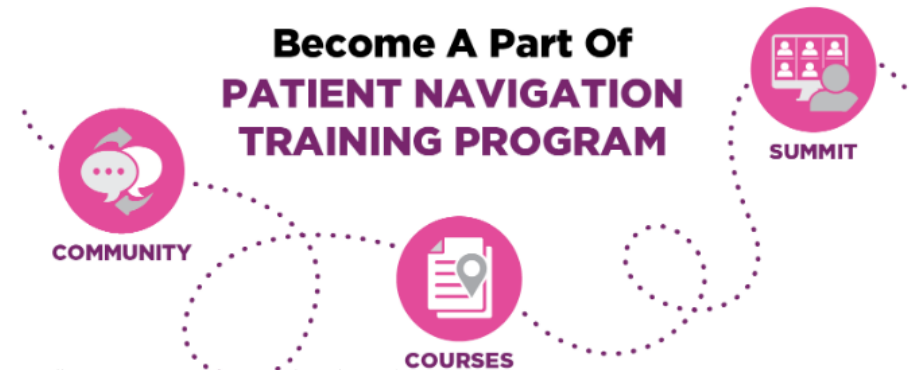 Become A Part Of
PATIENT NAVIGATION
TRAINING PROGRAM
SUMMIT
COMMUNITY
COURSES